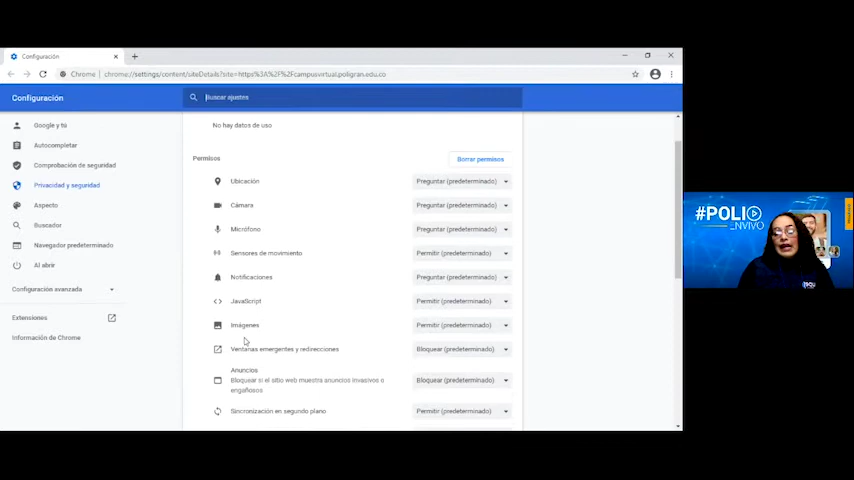 Configuración
Chrome | chrome://settings/content/siteDetails?site=https%3A%2F%2Fcampusvirtual.poligran.edu.co
Configuración
Buscar ajustes
Google y tú
Autocompletar
Comprobación de seguridad
Privacidad y seguridad
Aspecto
Buscador
Navegador predeterminado
Al abrir
Configuración avanzada
Extensiones
Información de Chrome
No hay datos de uso
Permisos
Borrar permisos
Ubicación
Preguntar (predeterminado)
Cámara
Preguntar (predeterminado)
Micrófono
Preguntar (predeterminado)
Sensores de movimiento
Permitir (predeterminado)
Notificaciones
Preguntar (predeterminado)
JavaScript
Permitir (predeterminado)
Imágenes
Permitir (predeterminado)
Ventanas emergentes y redirecciones
Bloquear (predeterminado)
Anuncios
Bloquear si el sitio web muestra anuncios invasivos o
engañosos
Bloquear (predeterminado)
Sincronización en segundo plano
Permitir (predeterminado)
#POLI
ENVIVO